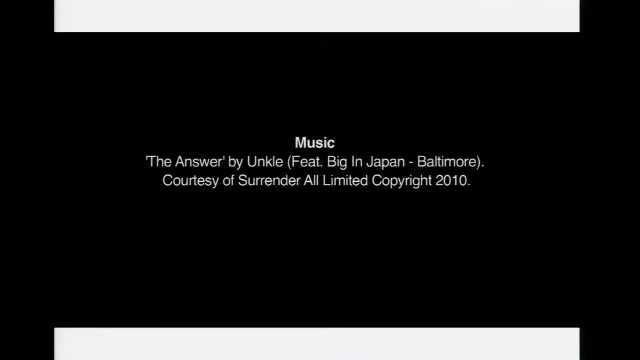 Music
'The Answer' by Unkle (Feat. Big In Japan - Baltimore).
Courtesy of Surrender All Limited Copyright 2010.